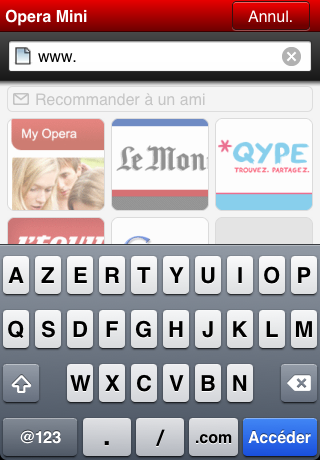 Opera Mini
Annul.
www.
Recommander à un ami
My Opera
Le Mon
*QYPE
TROUVEZ. PARTAGEZ.
A Z E R T Y U I O P
Q S D F G H J K L M
W X C V B N
@123 . / .com Accéder